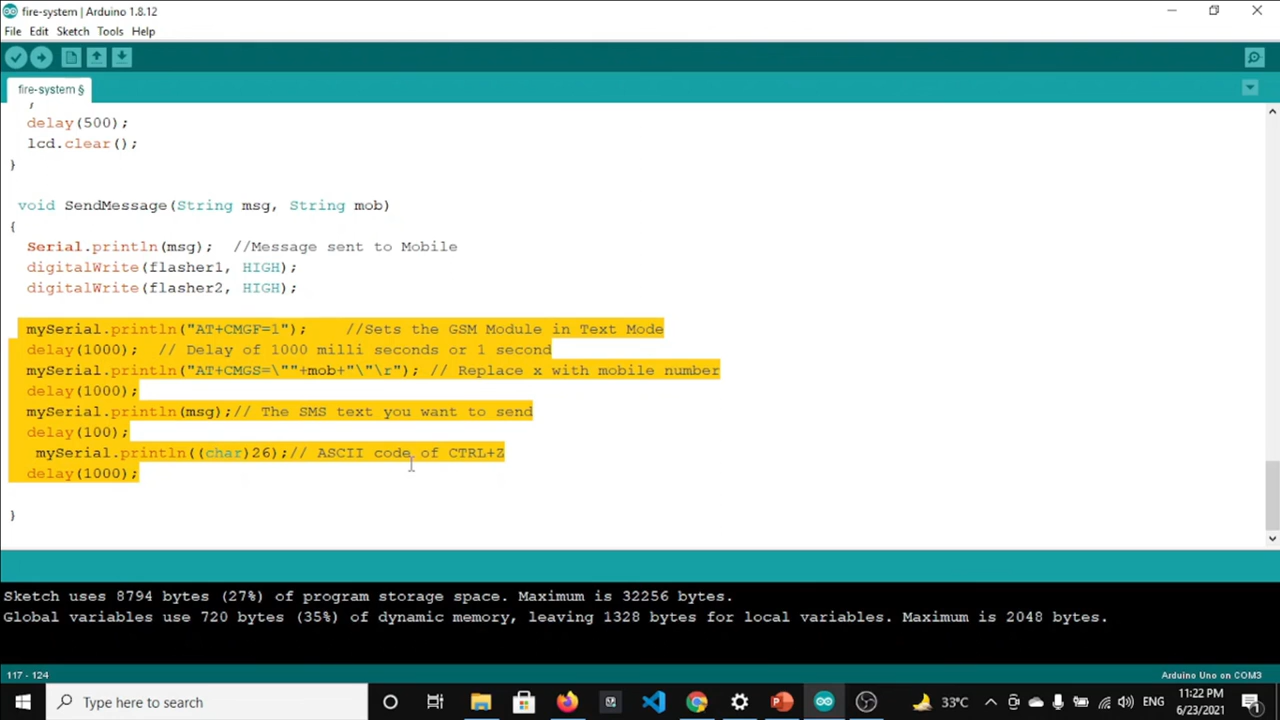 fire-system | Arduino 1.8.12
File Edit Sketch Tools Help
fire-system §
;
delay(500);
lcd.clear();
}
void SendMessage(String msg, String mob)
{
Serial.println(msg);  //Message sent to Mobile
digitalWrite(flasher1, HIGH);
digitalWrite(flasher2, HIGH);
mySerial.println("AT+CMGF=1");    //Sets the GSM Module in Text Mode
delay(1000);  // Delay of 1000 milli seconds or 1 second
mySerial.println("AT+CMGS=\""+mob+"\"\r"); // Replace x with mobile number
delay(1000);
mySerial.println(msg);// The SMS text you want to send
delay(100);
mySerial.println((char)26);// ASCII code of CTRL+Z
delay(1000);
}
Sketch uses 8794 bytes (27%) of program storage space. Maximum is 32256 bytes.
Global variables use 720 bytes (35%) of dynamic memory, leaving 1328 bytes for local variables. Maximum is 2048 bytes.
117 - 124 Arduino Uno on COM3
Type here to search 33°C ENG 11:22 PM
6/23/2021